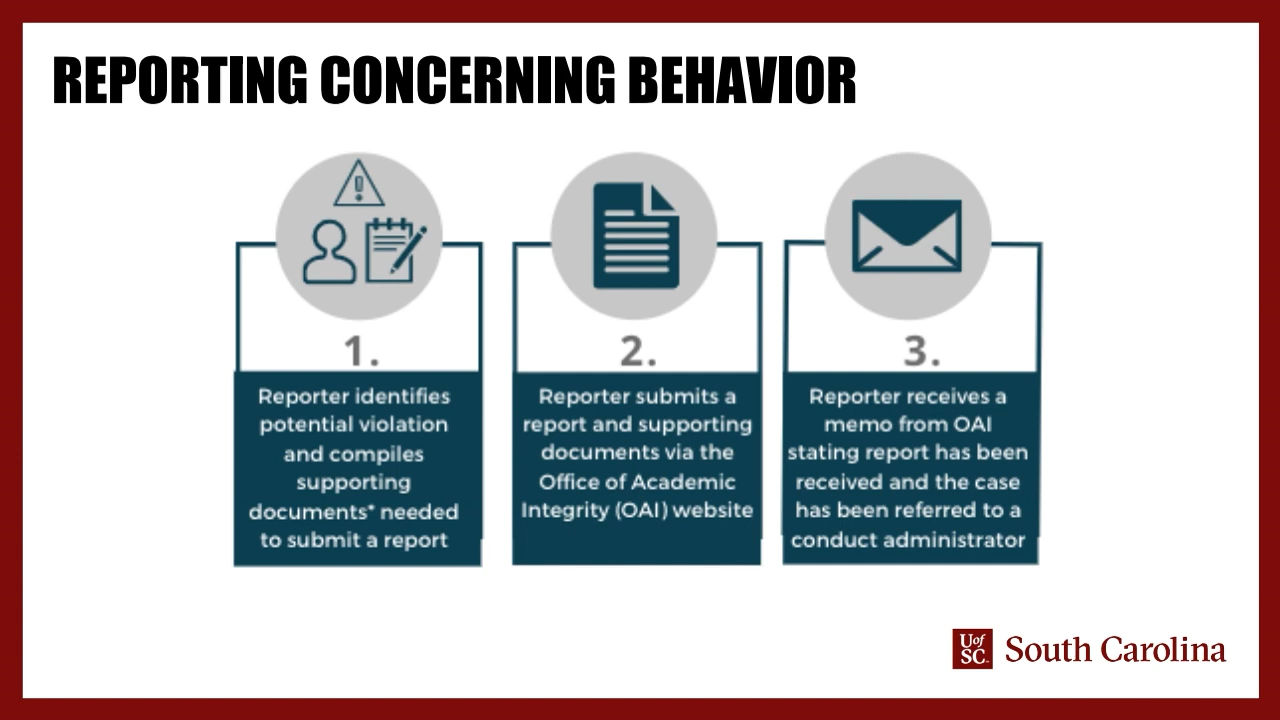 REPORTING CONCERNING BEHAVIOR
1.
Reporter identifies
potential violation
and compiles
supporting
documents* needed
to submit a report
2.
Reporter submits a
report and supporting
documents via the
Office of Academic
Integrity (OAI) website
3.
Reporter receives a
memo from OAI
stating report has been
received and the case
has been referred to a
conduct administrator
Uof
SC
South Carolina